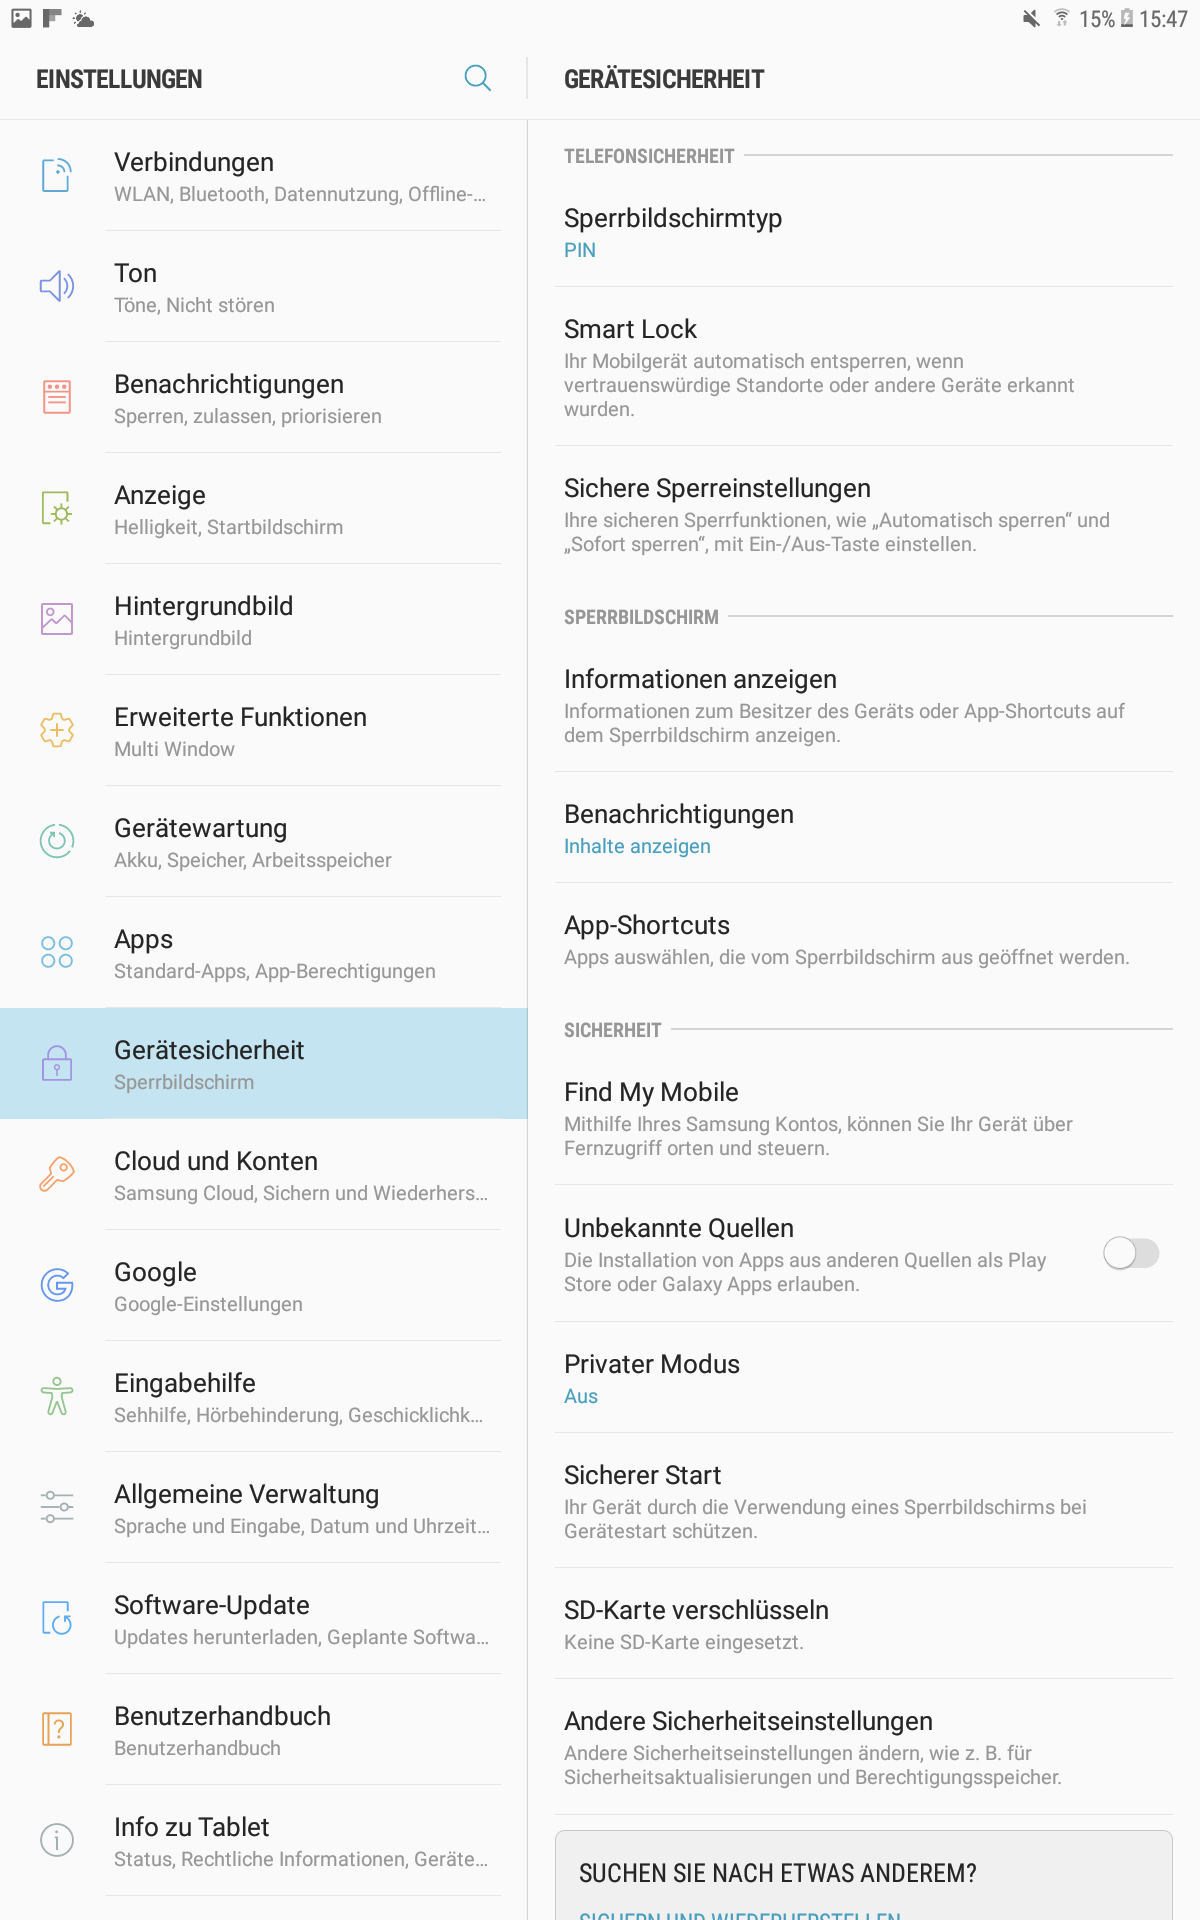 15% 15:47
EINSTELLUNGEN
Verbindungen
WLAN, Bluetooth, Datennutzung, Offline-...
Ton
Töne, Nicht stören
Benachrichtigungen
Sperren, zulassen, priorisieren
Anzeige
Helligkeit, Startbildschirm
Hintergrundbild
Hintergrundbild
Erweiterte Funktionen
Multi Window
Gerätewartung
Akku, Speicher, Arbeitsspeicher
Apps
Standard-Apps, App-Berechtigungen
Gerätesicherheit
Sperrbildschirm
Cloud und Konten
Samsung Cloud, Sichern und Wiederhers...
Google
Google-Einstellungen
Eingabehilfe
Sehhilfe, Hörbehinderung, Geschicklichk...
Allgemeine Verwaltung
Sprache und Eingabe, Datum und Uhrzeit...
Software-Update
Updates herunterladen, Geplante Softwa...
Benutzerhandbuch
Benutzerhandbuch
Info zu Tablet
Status, Rechtliche Informationen, Geräte...
GERÄTESICHERHEIT
TELEFONSICHERHEIT
Sperrbildschirmtyp
PIN
Smart Lock
Ihr Mobilgerät automatisch entsperren, wenn
vertrauenswürdige Standorte oder andere Geräte erkannt
wurden.
Sichere Sperreinstellungen
Ihre sicheren Sperrfunktionen, wie „Automatisch sperren“ und
„Sofort sperren“, mit Ein-/Aus-Taste einstellen.
SPERRBILDSCHIRM
Informationen anzeigen
Informationen zum Besitzer des Geräts oder App-Shortcuts auf
dem Sperrbildschirm anzeigen.
Benachrichtigungen
Inhalte anzeigen
App-Shortcuts
Apps auswählen, die vom Sperrbildschirm aus geöffnet werden.
SICHERHEIT
Find My Mobile
Mithilfe Ihres Samsung Kontos, können Sie Ihr Gerät über
Fernzugriff orten und steuern.
Unbekannte Quellen
Die Installation von Apps aus anderen Quellen als Play
Store oder Galaxy Apps erlauben.
Privater Modus
Aus
Sicherer Start
Ihr Gerät durch die Verwendung eines Sperrbildschirms bei
Gerätestart schützen.
SD-Karte verschlüsseln
Keine SD-Karte eingesetzt.
Andere Sicherheitseinstellungen
Andere Sicherheitseinstellungen ändern, wie z. B. für
Sicherheitsaktualisierungen und Berechtigungsspeicher.
SUCHEN SIE NACH ETWAS ANDEREM?
SICHERN UND WIEDERHERSTELLEN